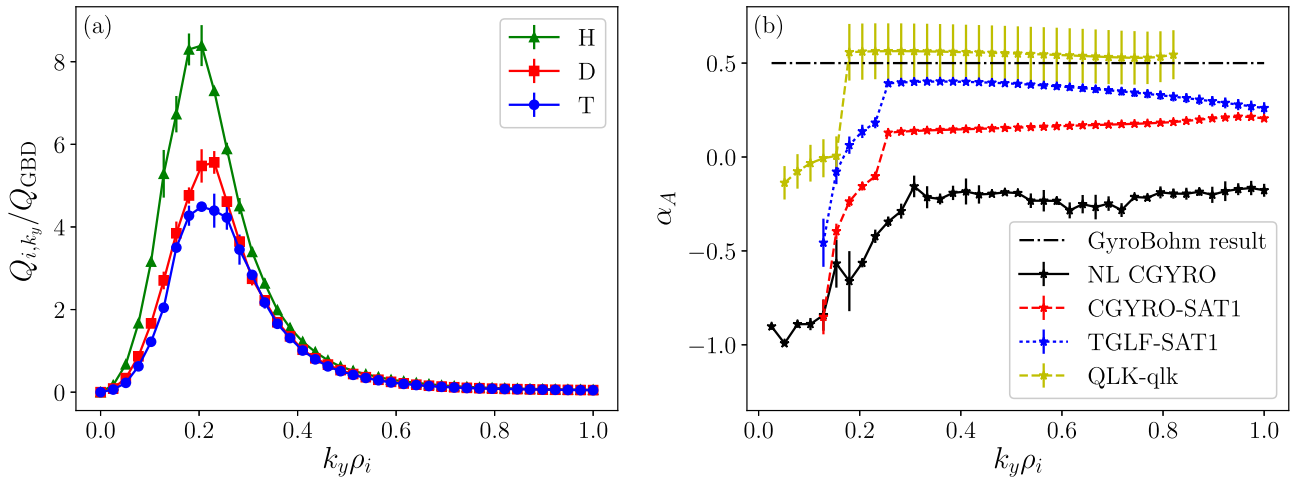 (a)
H
D
T
8
6
4
2
0
Q_{i,k_y}/Q_{GBD}
0.0 0.2 0.4 0.6 0.8 1.0
k_yρ_i
(b)
0.5
0.0
−0.5
−1.0
α_A
GyroBohm result
NL CGYRO
CGYRO-SAT1
TGLF-SAT1
QLK-qlk
0.0 0.2 0.4 0.6 0.8 1.0
k_yρ_i